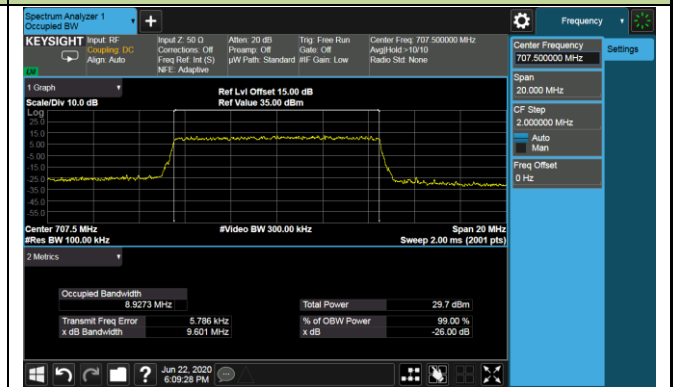 Spectrum Analyzer 1
Occupied BW
Frequency
KEYSIGHT
Input: RF
Coupling: DC
Align: Auto
Input Z: 50 Ω
Corrections: Off
Freq Ref: Int (S)
NFE: Adaptive
Atten: 20 dB
Preamp: Off
µW Path: Standard
Trig: Free Run
Gate: Off
#IF Gain: Low
Center Freq: 707.500000 MHz
Avg|Hold:>10/10
Radio Std: None
LXI
Center Frequency
707.500000 MHz
Settings
Span
20.000 MHz
CF Step
2.000000 MHz
Auto
Man
Freq Offset
0 Hz
1 Graph
Scale/Div 10.0 dB
Ref Lvl Offset 15.00 dB
Ref Value 35.00 dBm
Log
25.0
15.0
5.00
-5.00
-15.0
-25.0
-35.0
-45.0
-55.0
Center 707.5 MHz
#Video BW 300.00 kHz
Span 20 MHz
#Res BW 100.00 kHz
Sweep 2.00 ms (2001 pts)
2 Metrics
Occupied Bandwidth
8.9273 MHz
Total Power 29.7 dBm
Transmit Freq Error 5.786 kHz
% of OBW Power 99.00 %
x dB Bandwidth 9.601 MHz
x dB -26.00 dB
Jun 22, 2020
6:09:28 PM